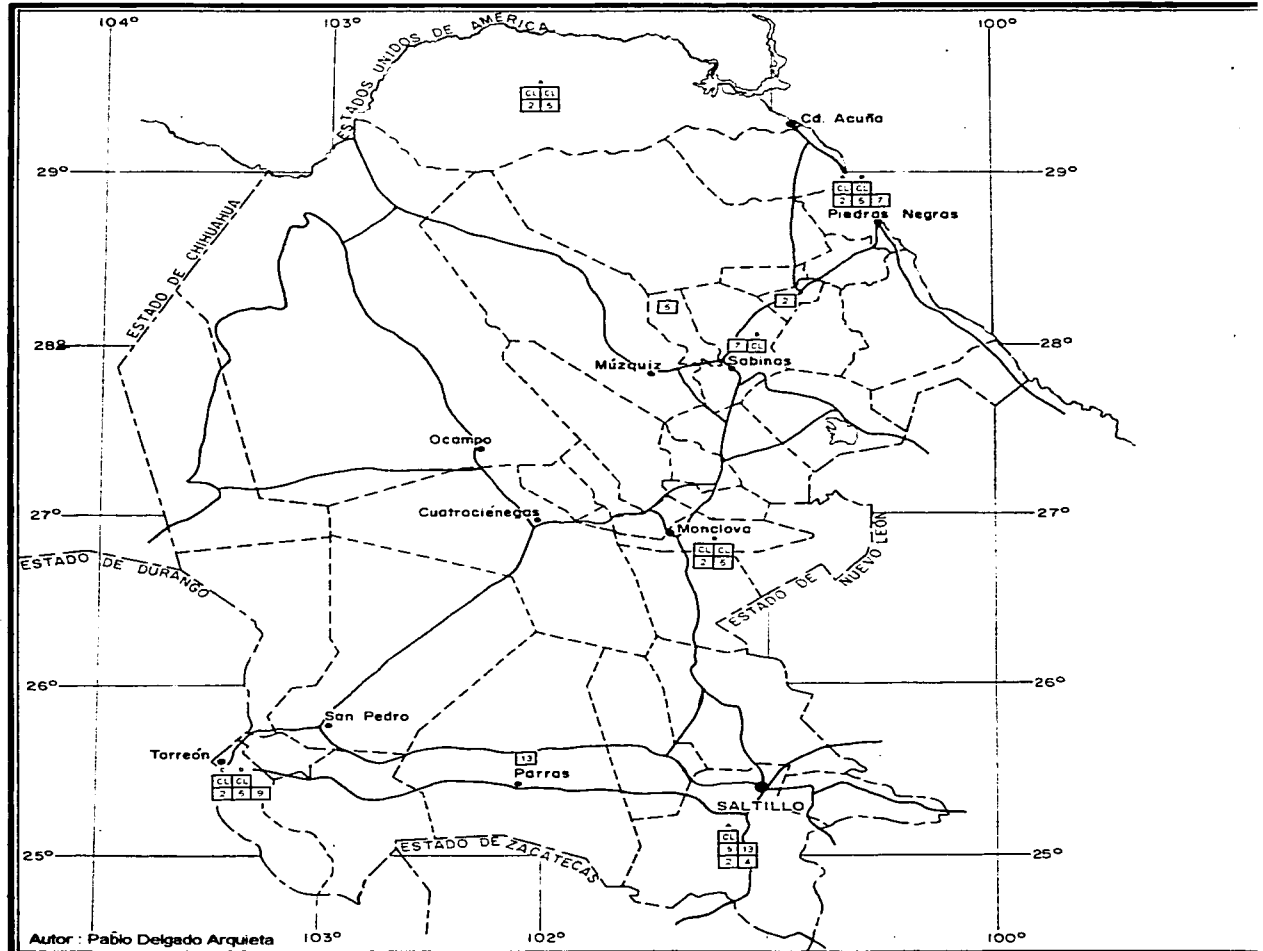 104°
103°
100°
ESTADOS UNIDOS DE AMÉRICA
CL CL
2 5
Cd. Acuña
29°
29°
CL CL
2 5 7
Piedras Negras
ESTADO DE CHIHUAHUA
5
2
28°
28°
7 CL
Múzquiz
Sabinas
Ocampo
Cuatrociénegas
27°
27°
Monclova
CL CL
2 5
ESTADO DE DURANGO
ESTADO DE NUEVO LEÓN
26°
26°
San Pedro
Torreón
13
CL CL
2 5 9
Parras
SALTILLO
CL
5 13
2 4
25°
25°
ESTADO DE ZACATECAS
Autor : Pablo Delgado Arquieta
103°
102°
100°